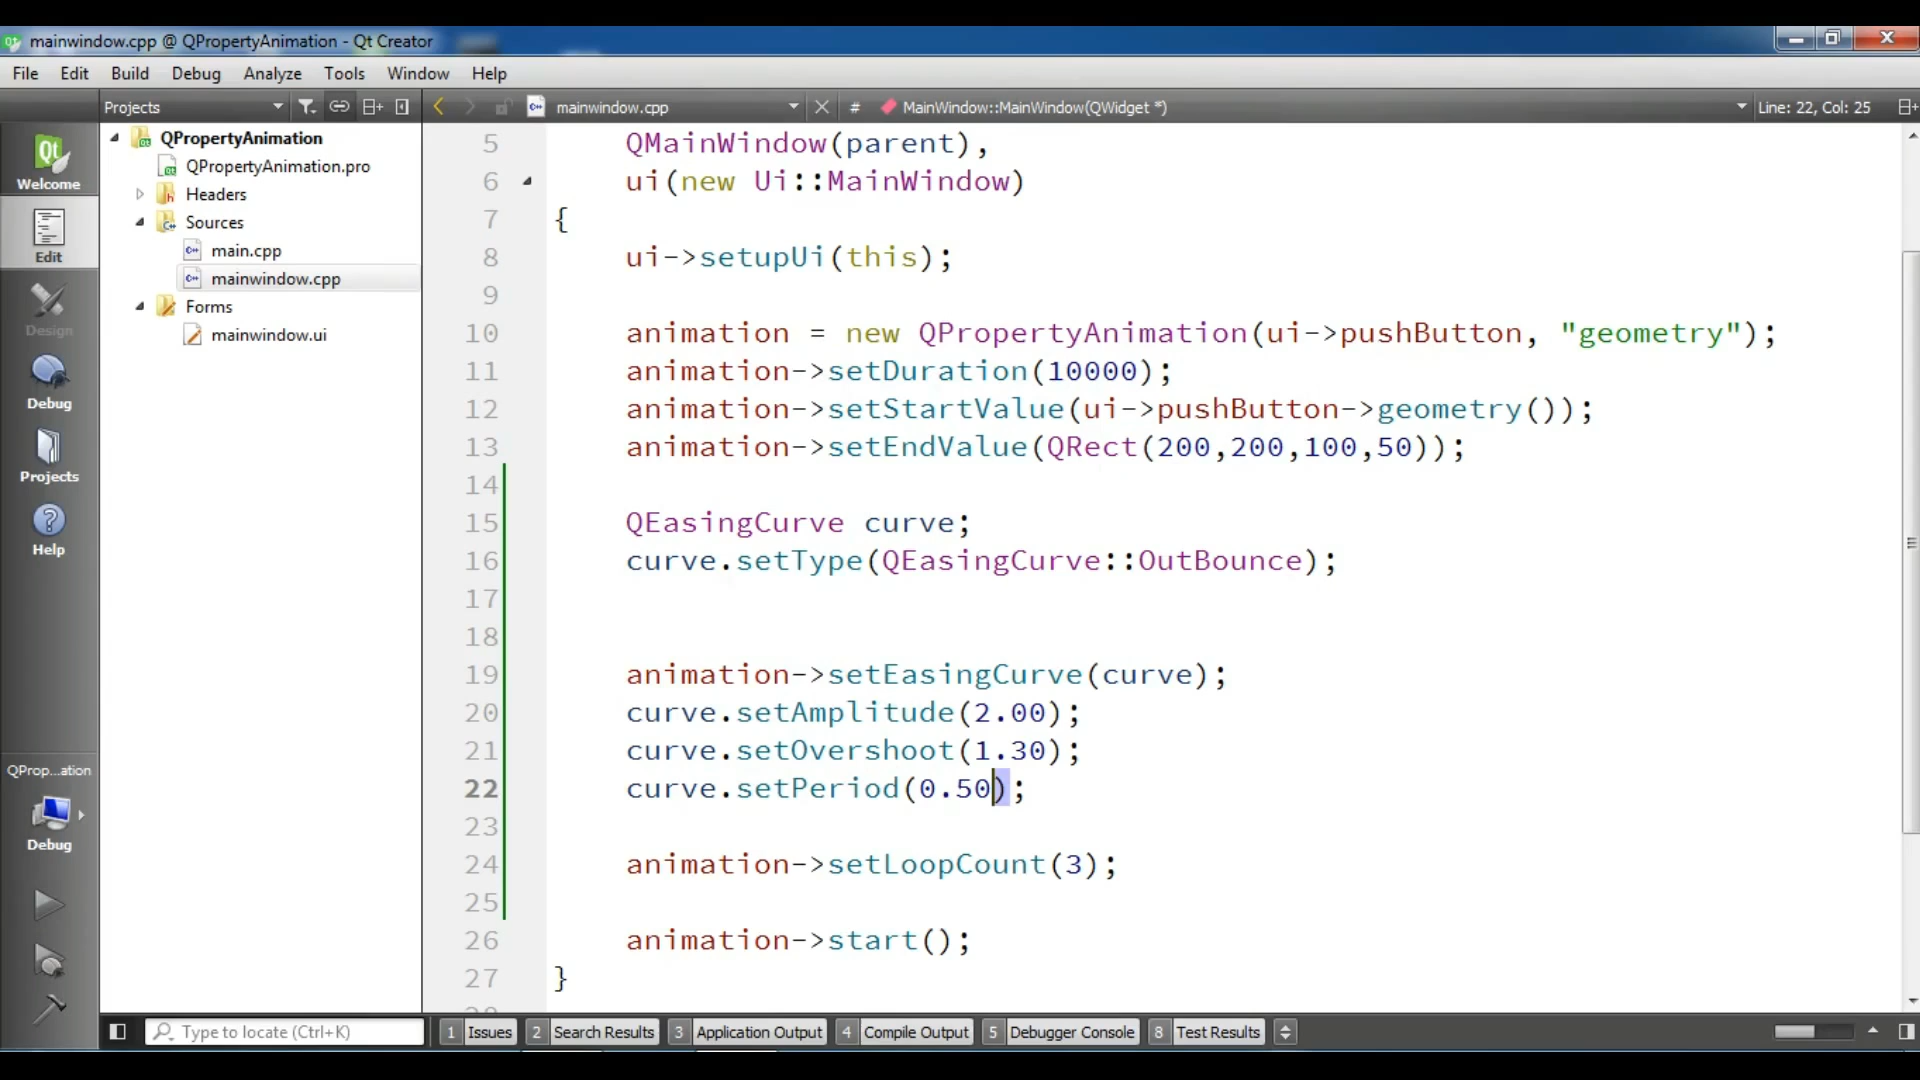 mainwindow.cpp @ QPropertyAnimation - Qt Creator
File Edit Build Debug Analyze Tools Window Help
Projects
mainwindow.cpp
#
MainWindow::MainWindow(QWidget *)
Line: 22, Col: 25
Welcome
Edit
Design
Debug
Projects
Help
QProp...ation
Debug
QPropertyAnimation
QPropertyAnimation.pro
Headers
Sources
main.cpp
mainwindow.cpp
Forms
mainwindow.ui
5 QMainWindow(parent),
6 ui(new Ui::MainWindow)
7 {
8 ui->setupUi(this);
9
10 animation = new QPropertyAnimation(ui->pushButton, "geometry");
11 animation->setDuration(10000);
12 animation->setStartValue(ui->pushButton->geometry());
13 animation->setEndValue(QRect(200,200,100,50));
14
15 QEasingCurve curve;
16 curve.setType(QEasingCurve::OutBounce);
17
18
19 animation->setEasingCurve(curve);
20 curve.setAmplitude(2.00);
21 curve.setOvershoot(1.30);
22 curve.setPeriod(0.50);
23
24 animation->setLoopCount(3);
25
26 animation->start();
27 }
Type to locate (Ctrl+K)
1 Issues 2 Search Results 3 Application Output 4 Compile Output 5 Debugger Console 8 Test Results